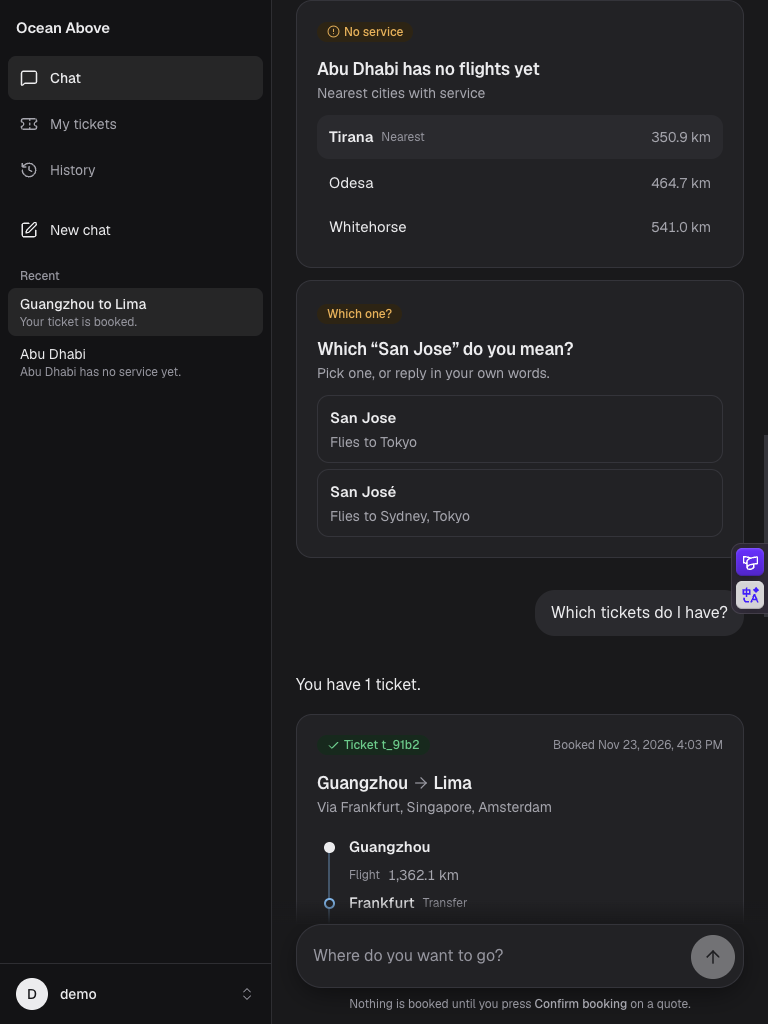 Ocean Above
Chat
My tickets
History
New chat
Recent
Guangzhou to Lima
Your ticket is booked.
Abu Dhabi
Abu Dhabi has no service yet.
D
demo
No service
Abu Dhabi has no flights yet
Nearest cities with service
Tirana Nearest 350.9 km
Odesa 464.7 km
Whitehorse 541.0 km
Which one?
Which “San Jose” do you mean?
Pick one, or reply in your own words.
San Jose
Flies to Tokyo
San José
Flies to Sydney, Tokyo
Which tickets do I have?
You have 1 ticket.
Ticket t_91b2 Booked Nov 23, 2026, 4:03 PM
Guangzhou → Lima
Via Frankfurt, Singapore, Amsterdam
Guangzhou
Flight 1,362.1 km
Frankfurt Transfer
Where do you want to go?
Nothing is booked until you press Confirm booking on a quote.
中A